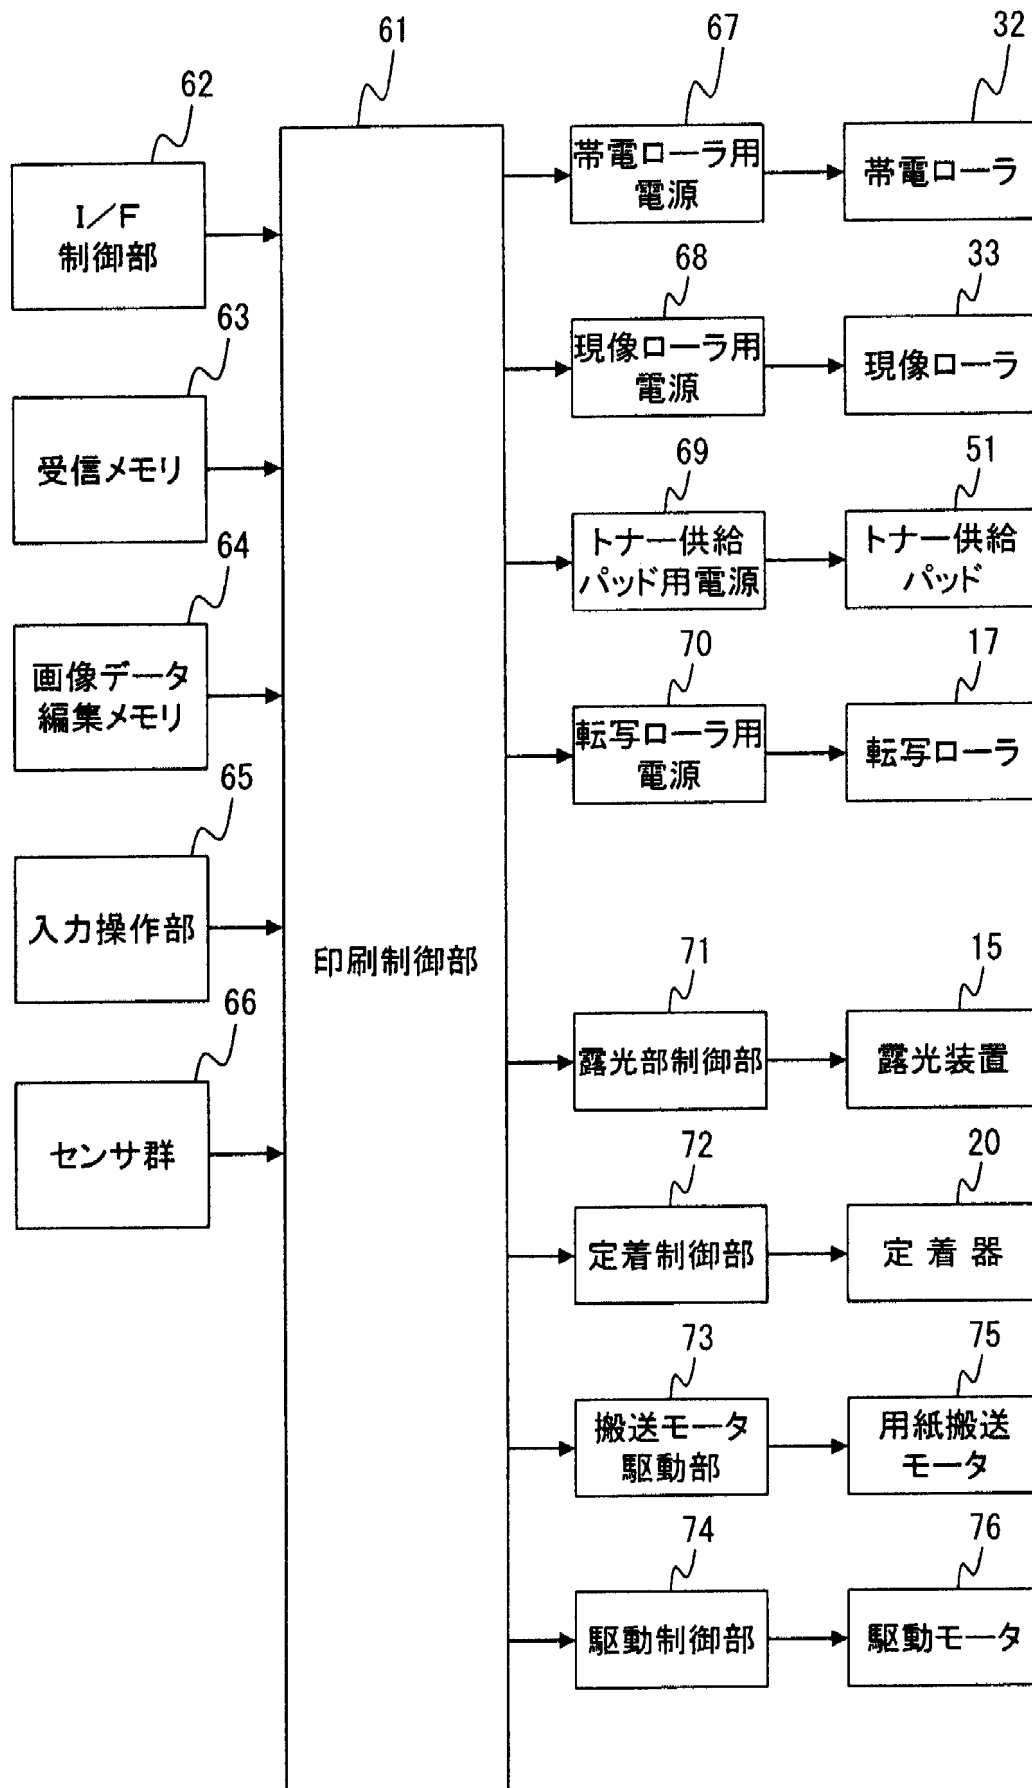 61
67
32
62
帯電ローラ用
電源
帯電ローラ
I／F
制御部
68
33
63
現像ローラ用
電源
現像ローラ
受信メモリ
69
51
64
トナー供給
パッド用電源
トナー供給
パッド
画像データ
編集メモリ
70
17
転写ローラ用
電源
転写ローラ
65
入力操作部
印刷制御部
71
15
66
露光部制御部
露光装置
センサ群
72
20
定着制御部
定 着 器
73
75
搬送モータ
駆動部
用紙搬送
モータ
74
76
駆動制御部
駆動モータ